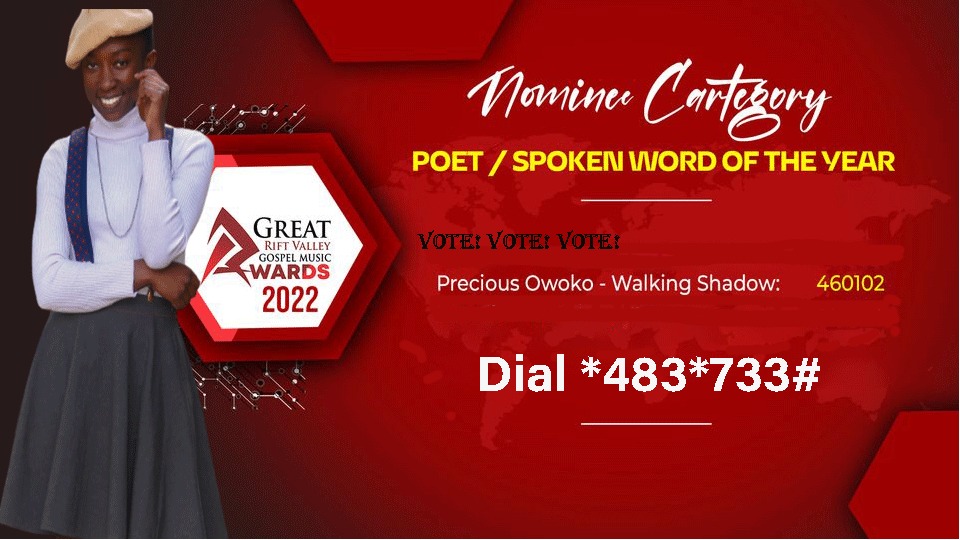 Nominee Cartegory
POET / SPOKEN WORD OF THE YEAR
VOTE! VOTE! VOTE!
Precious Owoko - Walking Shadow: 460102
Dial *483*733#
GREAT
RIFT VALLEY
GOSPEL MUSIC
AWARDS
2022